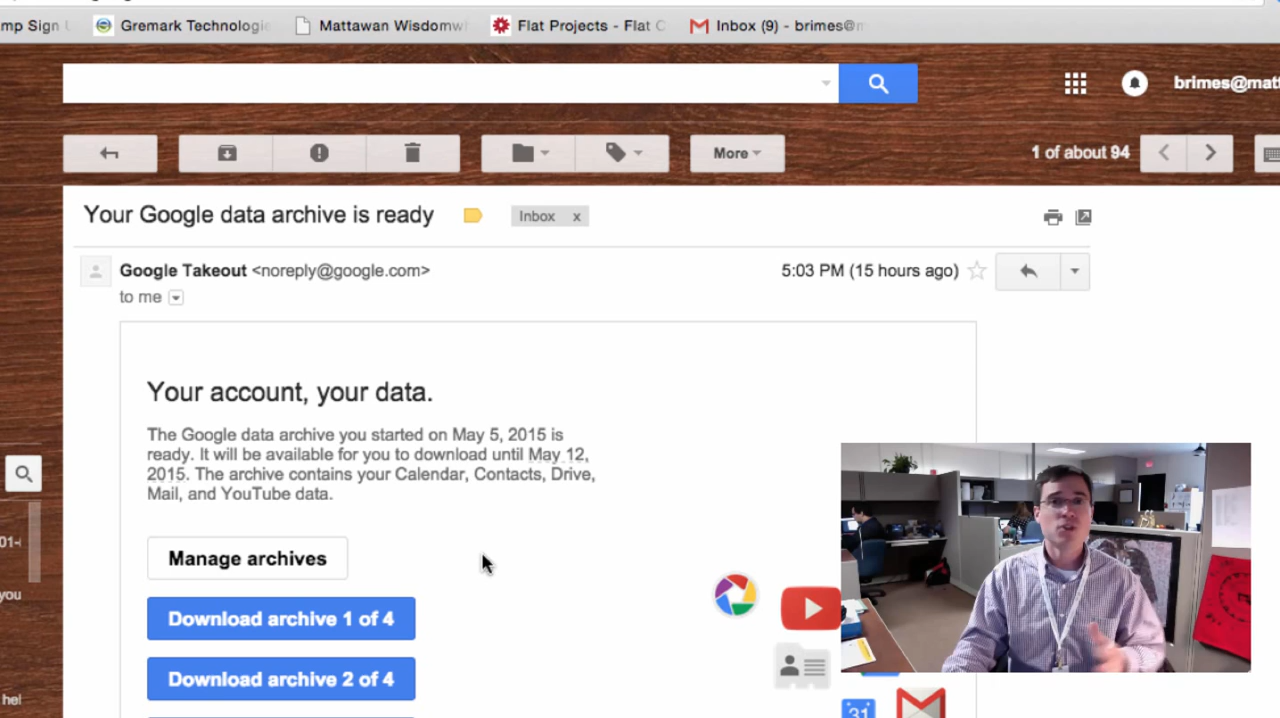 mp Sign
Gremark Technologie
Mattawan Wisdomw
Flat Projects - Flat C
Inbox (9) - brimes@m
brimes@matt
More
1 of about 94
Your Google data archive is ready
Inbox x
Google Takeout <noreply@google.com>
5:03 PM (15 hours ago)
to me
Your account, your data.
The Google data archive you started on May 5, 2015 is
ready. It will be available for you to download until May 12,
2015. The archive contains your Calendar, Contacts, Drive,
Mail, and YouTube data.
Manage archives
01-
you
Download archive 1 of 4
Download archive 2 of 4
hel
31